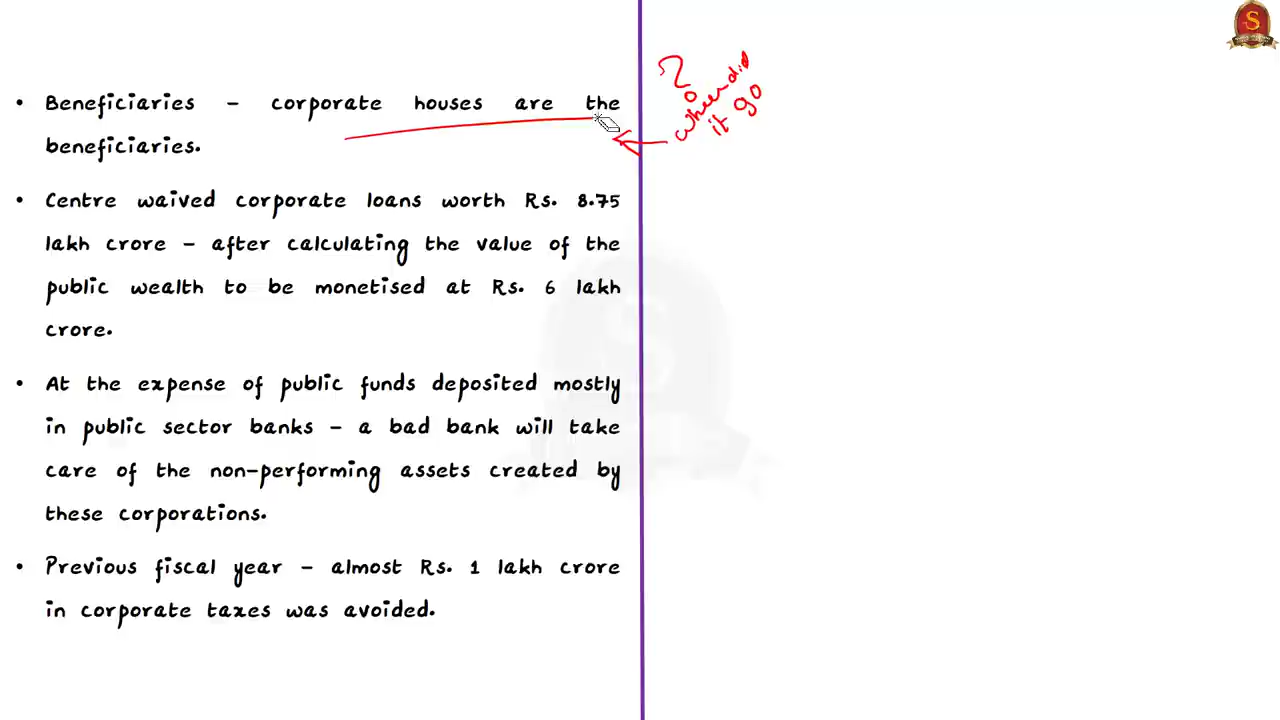 • Beneficiaries – corporate houses are the
beneficiaries.
• Centre waived corporate loans worth Rs. 8.75
lakh crore – after calculating the value of the
public wealth to be monetised at Rs. 6 lakh
crore.
• At the expense of public funds deposited mostly
in public sector banks – a bad bank will take
care of the non-performing assets created by
these corporations.
• Previous fiscal year – almost Rs. 1 lakh crore
in corporate taxes was avoided.
?
did
it go
S